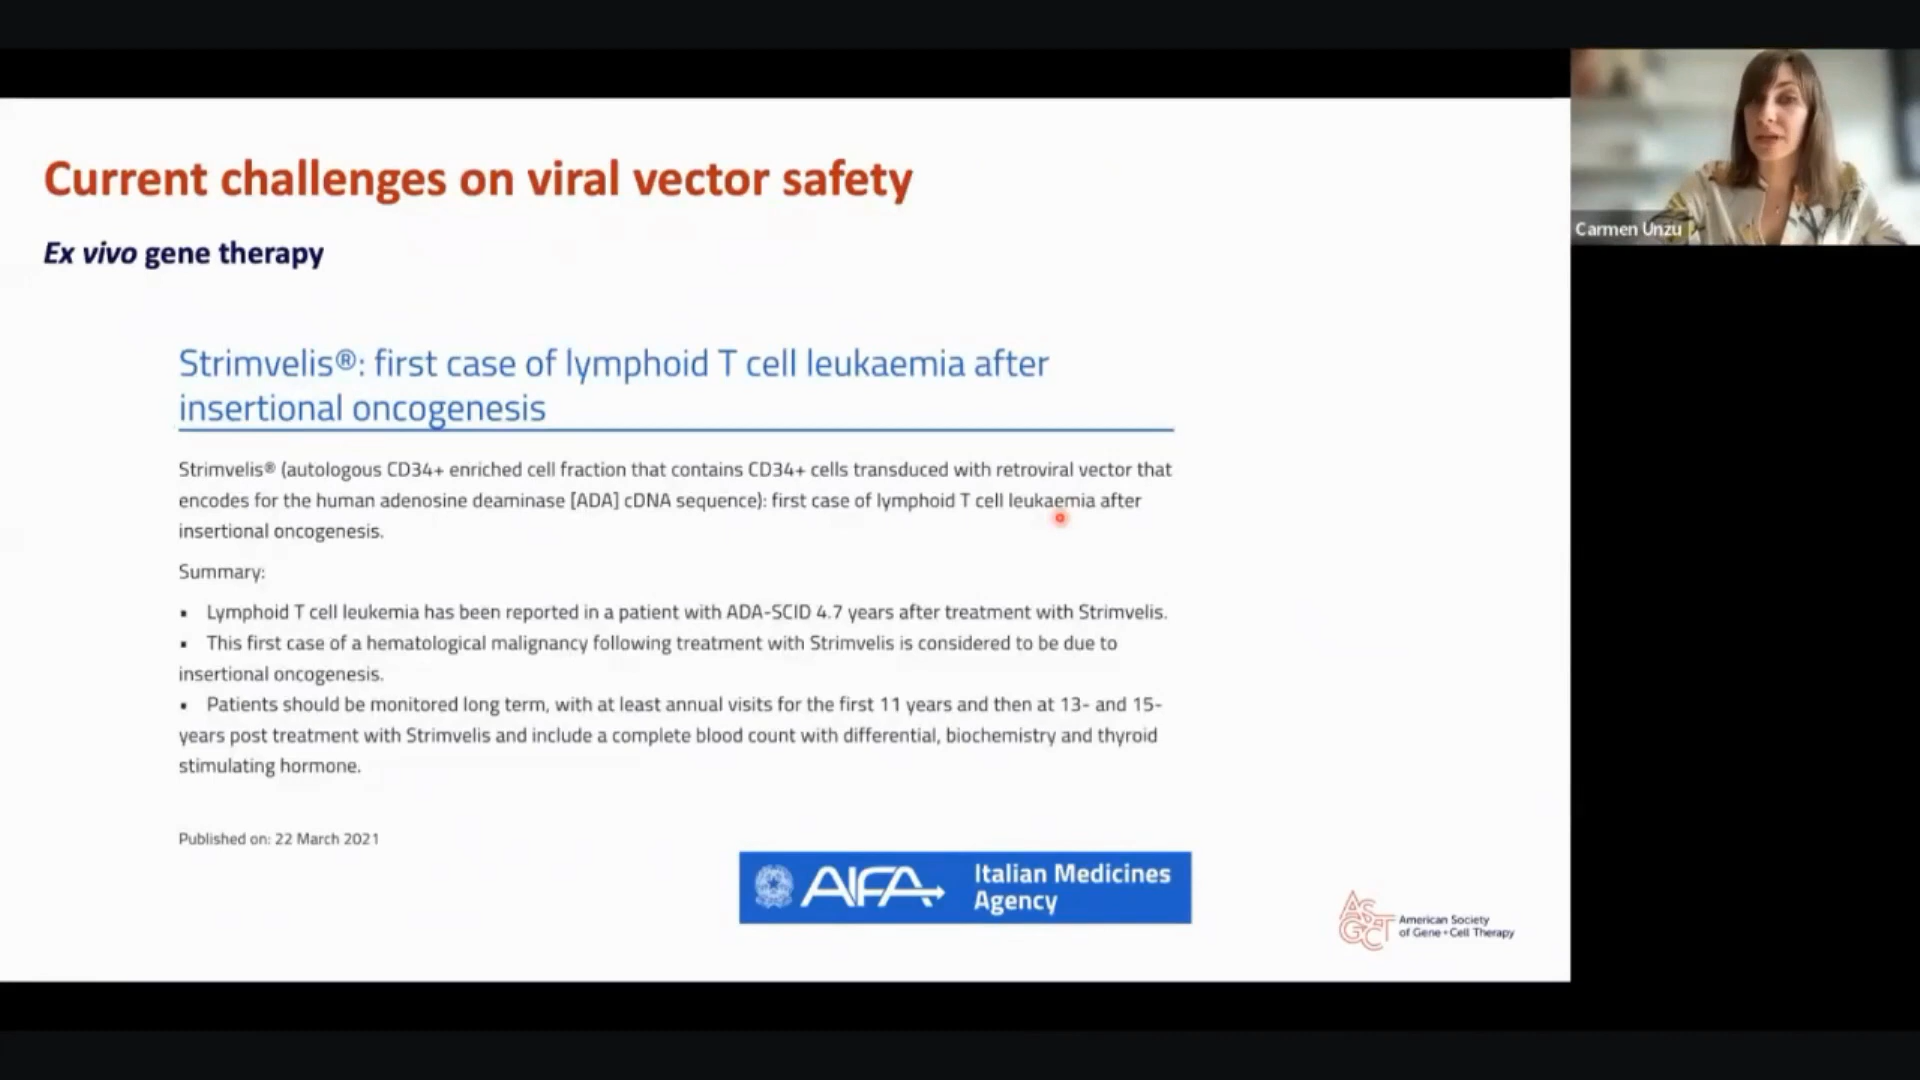 Current challenges on viral vector safety
Ex vivo gene therapy
Strimvelis®: first case of lymphoid T cell leukaemia after
insertional oncogenesis
Strimvelis® (autologous CD34+ enriched cell fraction that contains CD34+ cells transduced with retroviral vector that
encodes for the human adenosine deaminase [ADA] cDNA sequence): first case of lymphoid T cell leukaemia after
insertional oncogenesis.
Summary:
▪ Lymphoid T cell leukemia has been reported in a patient with ADA-SCID 4.7 years after treatment with Strimvelis.
▪ This first case of a hematological malignancy following treatment with Strimvelis is considered to be due to
insertional oncogenesis.
▪ Patients should be monitored long term, with at least annual visits for the first 11 years and then at 13- and 15-
years post treatment with Strimvelis and include a complete blood count with differential, biochemistry and thyroid
stimulating hormone.
Published on: 22 March 2021
AIFA
Italian Medicines
Agency
ASGCT
American Society
of Gene + Cell Therapy
Carmen Unzu